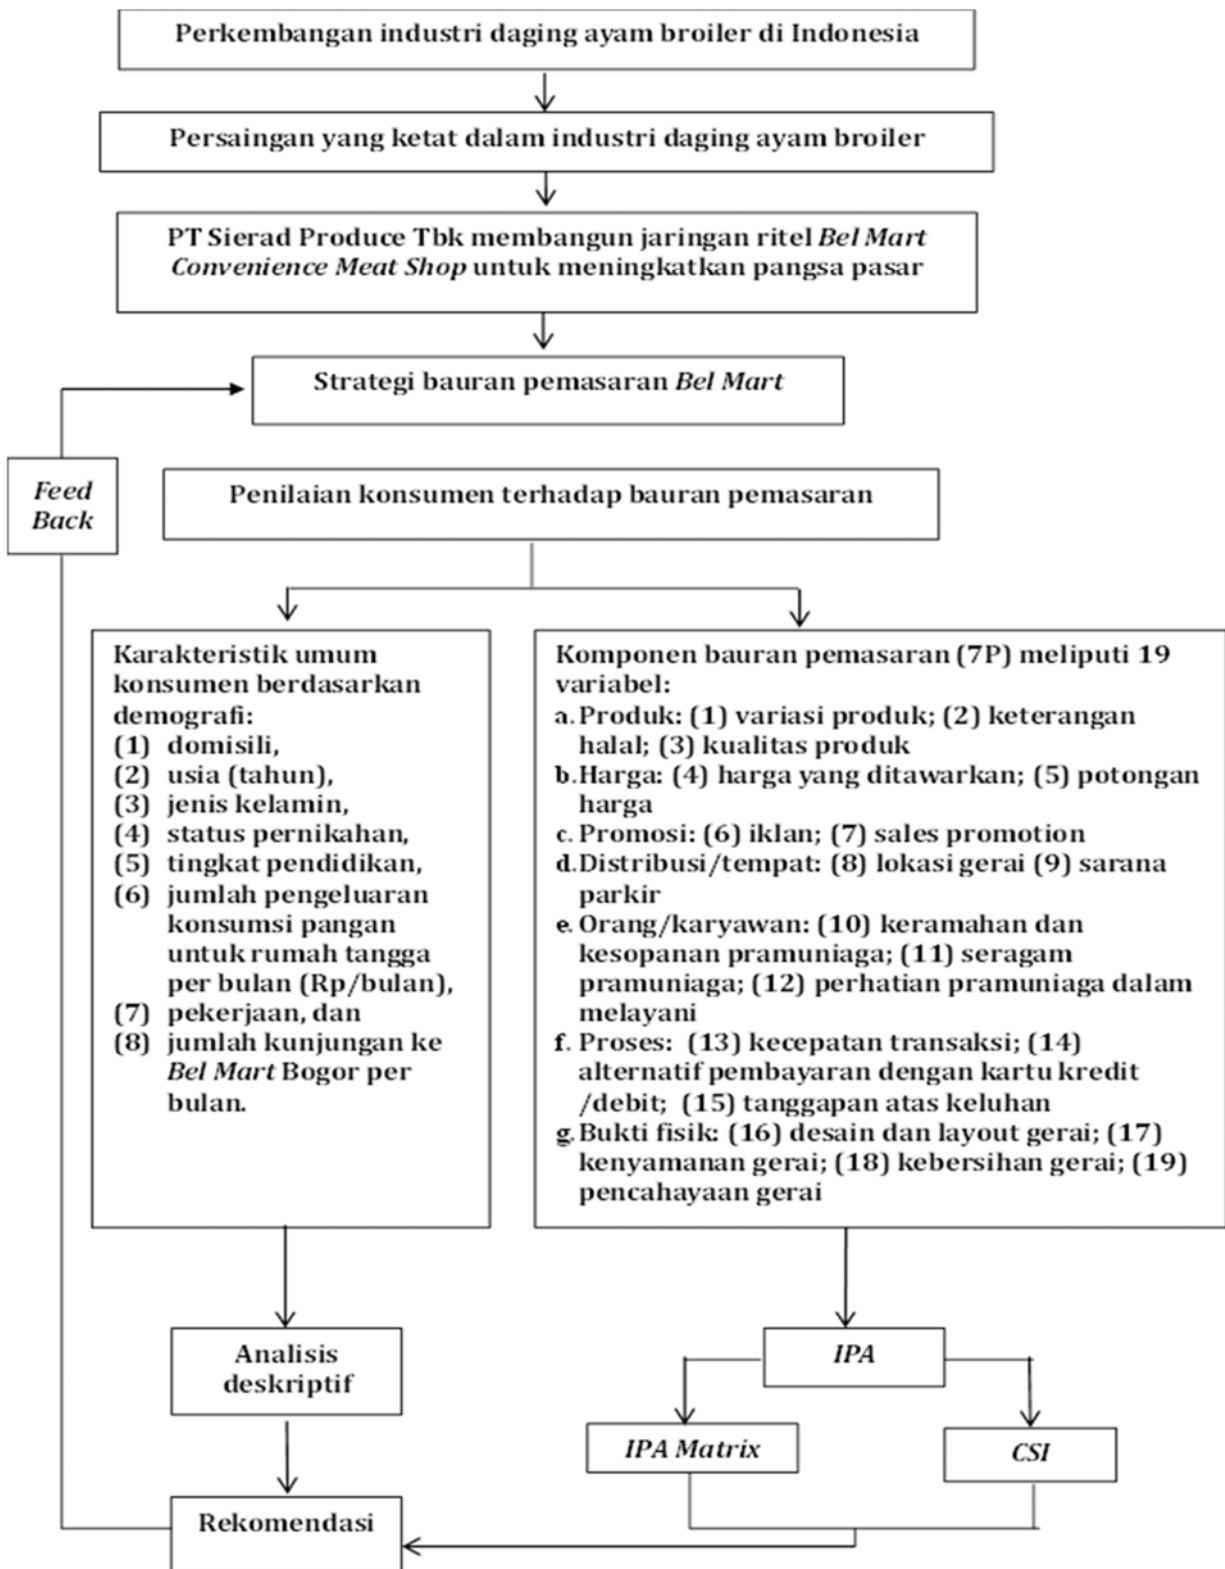 Perkembangan industri daging ayam broiler di Indonesia
Persaingan yang ketat dalam industri daging ayam broiler
PT Sierad Produce Tbk membangun jaringan ritel Bel Mart
Convenience Meat Shop untuk meningkatkan pangsa pasar
Strategi bauran pemasaran Bel Mart
Feed
Back
Penilaian konsumen terhadap bauran pemasaran
Karakteristik umum
konsumen berdasarkan
demografi:
(1) domisili,
(2) usia (tahun),
(3) jenis kelamin,
(4) status pernikahan,
(5) tingkat pendidikan,
(6) jumlah pengeluaran
konsumsi pangan
untuk rumah tangga
per bulan (Rp/bulan),
(7) pekerjaan, dan
(8) jumlah kunjungan ke
Bel Mart Bogor per
bulan.
Komponen bauran pemasaran (7P) meliputi 19
variabel:
a. Produk: (1) variasi produk; (2) keterangan
halal; (3) kualitas produk
b. Harga: (4) harga yang ditawarkan; (5) potongan
harga
c. Promosi: (6) iklan; (7) sales promotion
d. Distribusi/tempat: (8) lokasi gerai (9) sarana
parkir
e. Orang/karyawan: (10) keramahan dan
kesopanan pramuniaga; (11) seragam
pramuniaga; (12) perhatian pramuniaga dalam
melayani
f. Proses: (13) kecepatan transaksi; (14)
alternatif pembayaran dengan kartu kredit
/debit; (15) tanggapan atas keluhan
g. Bukti fisik: (16) desain dan layout gerai; (17)
kenyamanan gerai; (18) kebersihan gerai; (19)
pencahayaan gerai
Analisis
deskriptif
IPA
IPA Matrix
CSI
Rekomendasi